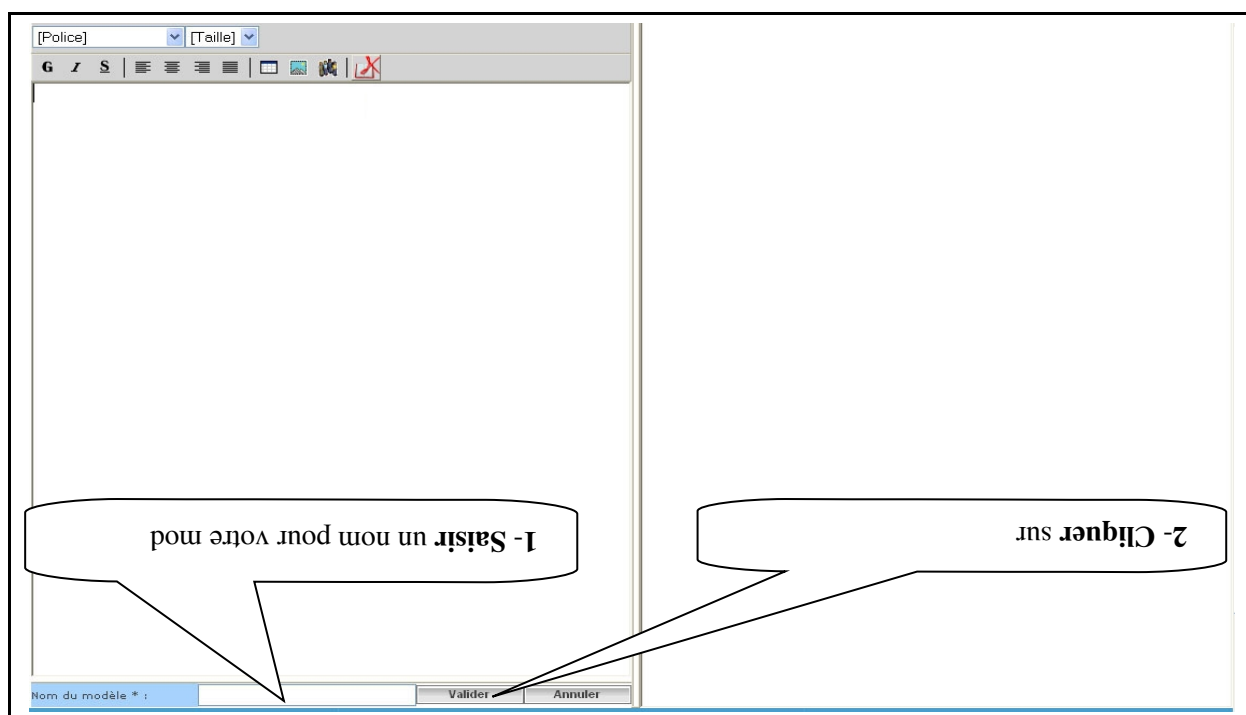 [Police] [Taille]
G I S
1- Saisir un nom pour votre mod
2- Cliquer sur
Nom du modèle * : Valider Annuler